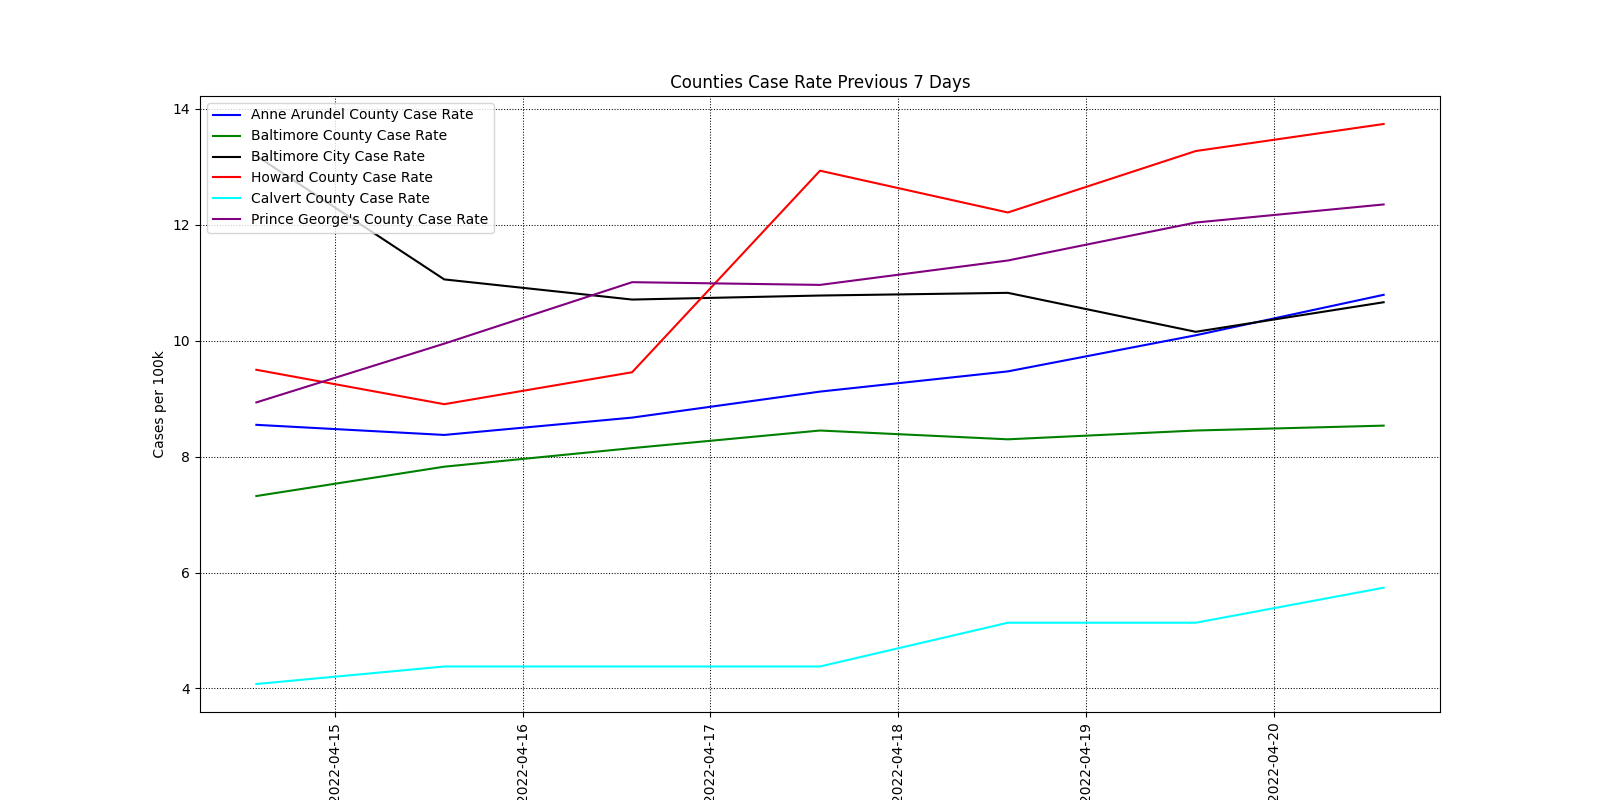 Counties Case Rate Previous 7 Days
14
12
10
8
6
4
Cases per 100k
Anne Arundel County Case Rate
Baltimore County Case Rate
Baltimore City Case Rate
Howard County Case Rate
Calvert County Case Rate
Prince George's County Case Rate
2022-04-15
2022-04-16
2022-04-17
2022-04-18
2022-04-19
2022-04-20